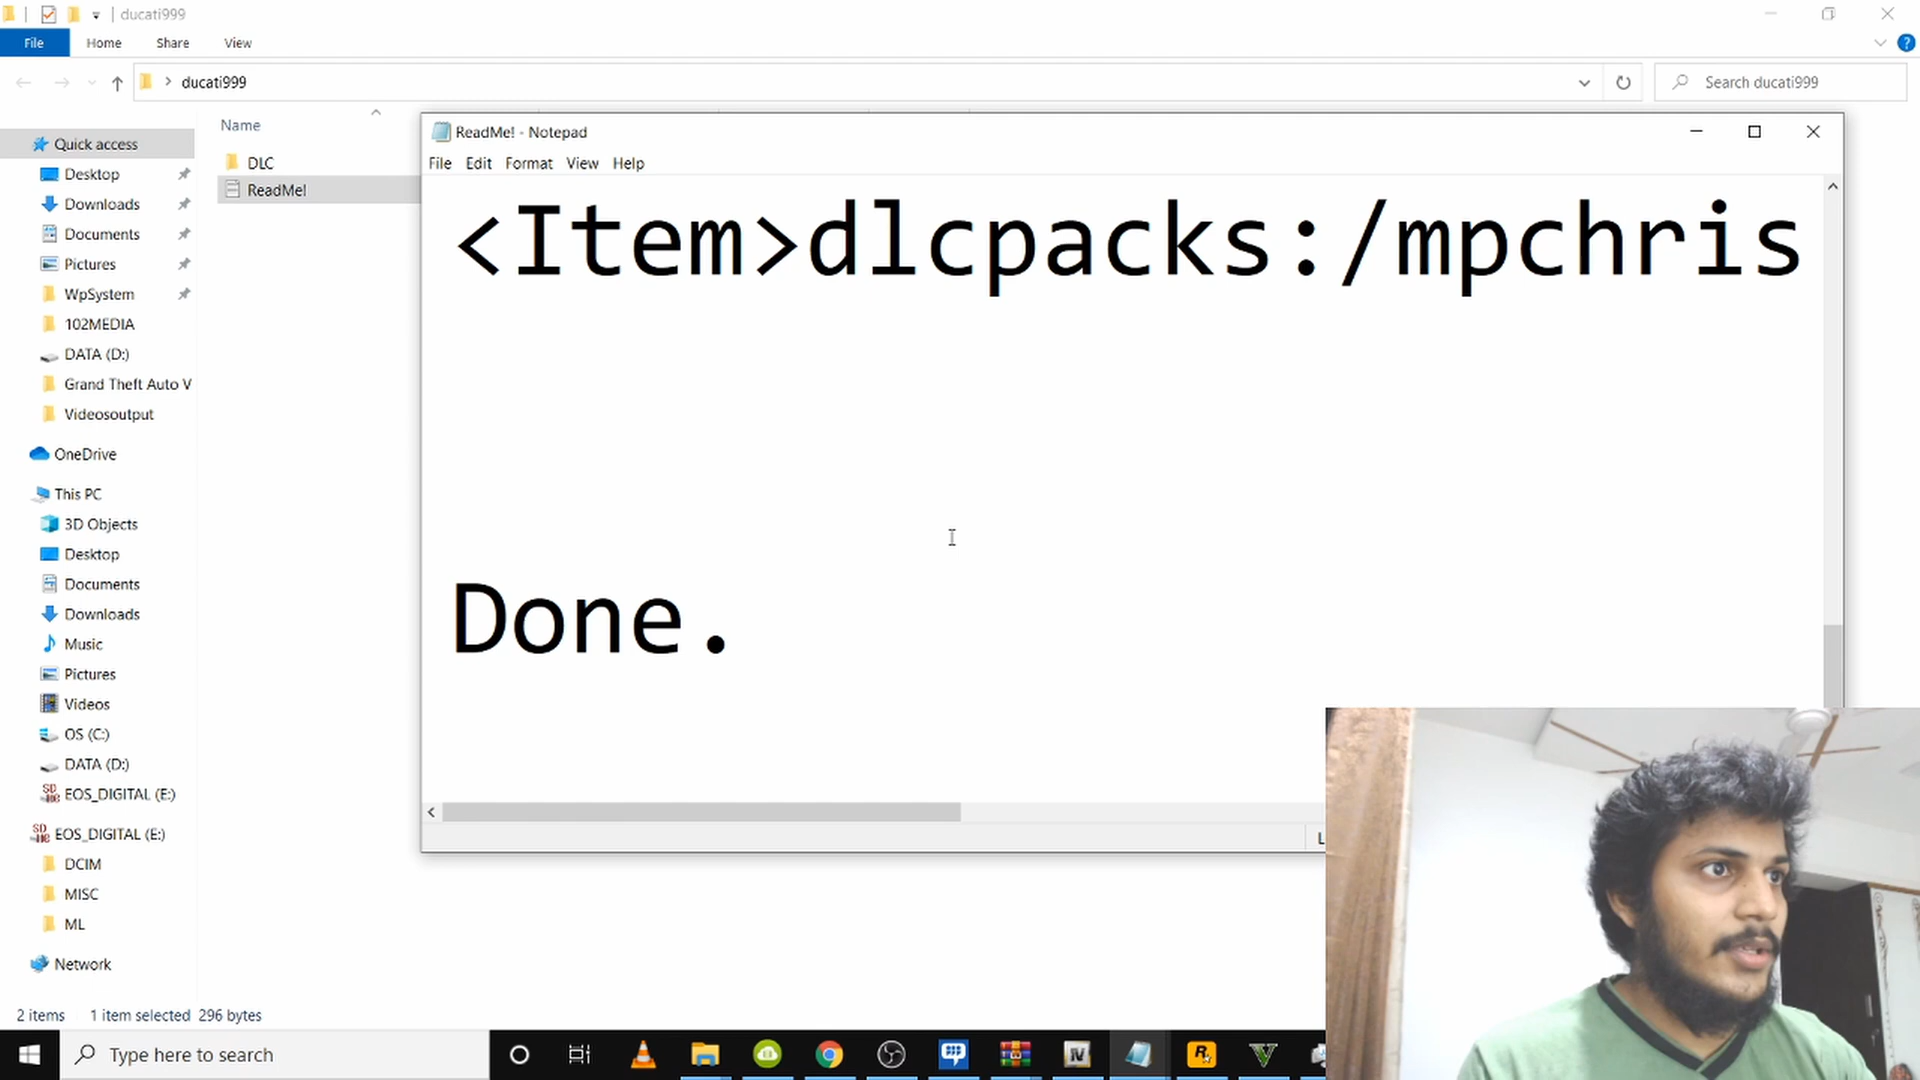 ducati999
File
Home
Share
View
ducati999
Search ducati999
Name
DLC
ReadMe!
Quick access
Desktop
Downloads
Documents
Pictures
WpSystem
102MEDIA
DATA (D:)
Grand Theft Auto V
Videosoutput
OneDrive
This PC
3D Objects
Desktop
Documents
Downloads
Music
Pictures
Videos
OS (C:)
DATA (D:)
EOS_DIGITAL (E:)
EOS_DIGITAL (E:)
DCIM
MISC
ML
Network
ReadMe! - Notepad
File Edit Format View Help
<Item>dlcpacks:/mpchris
Done.
2 items 1 item selected 296 bytes
Type here to search